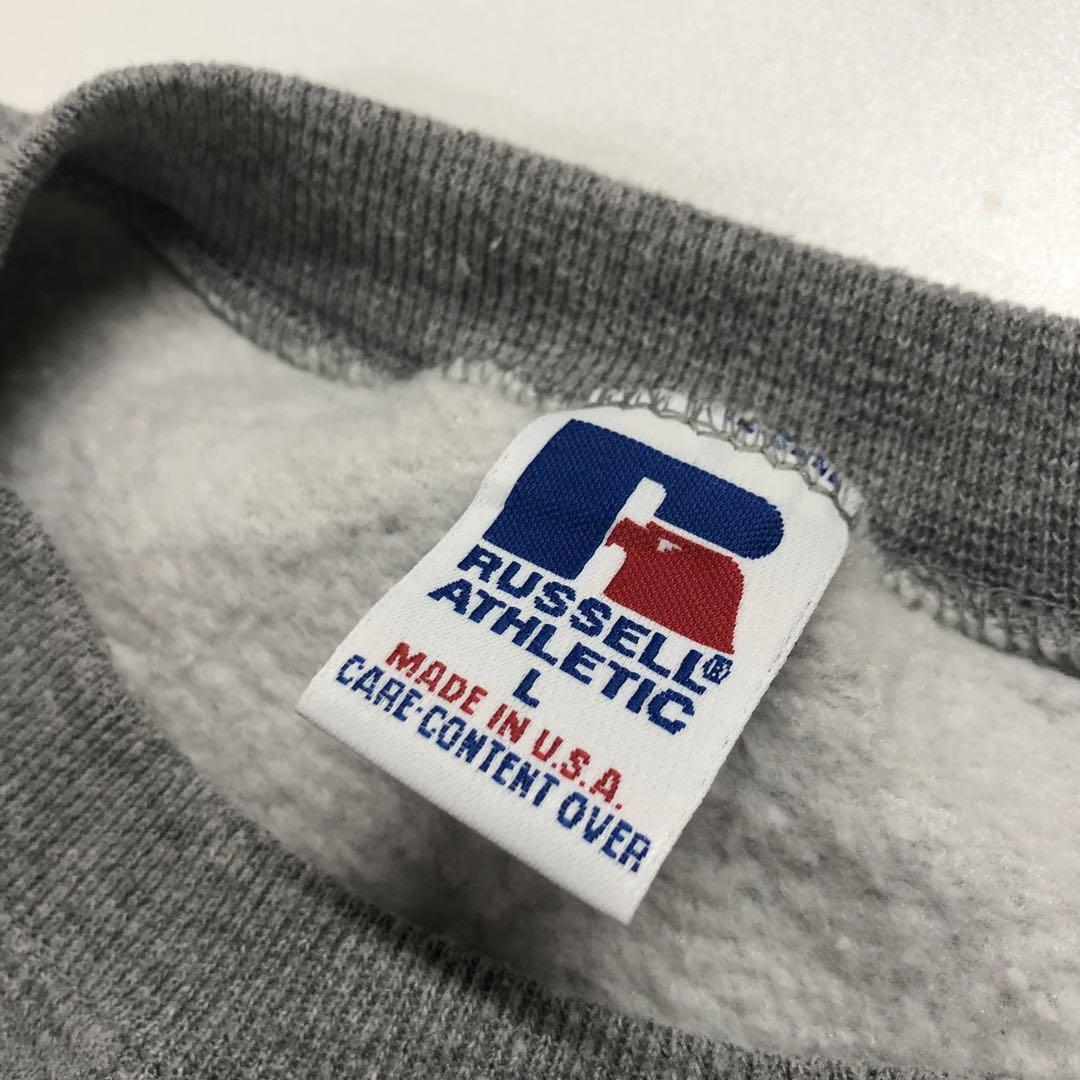 RUSSELL®
ATHLETIC
L
MADE IN U.S.A.
CARE·CONTENT OVER